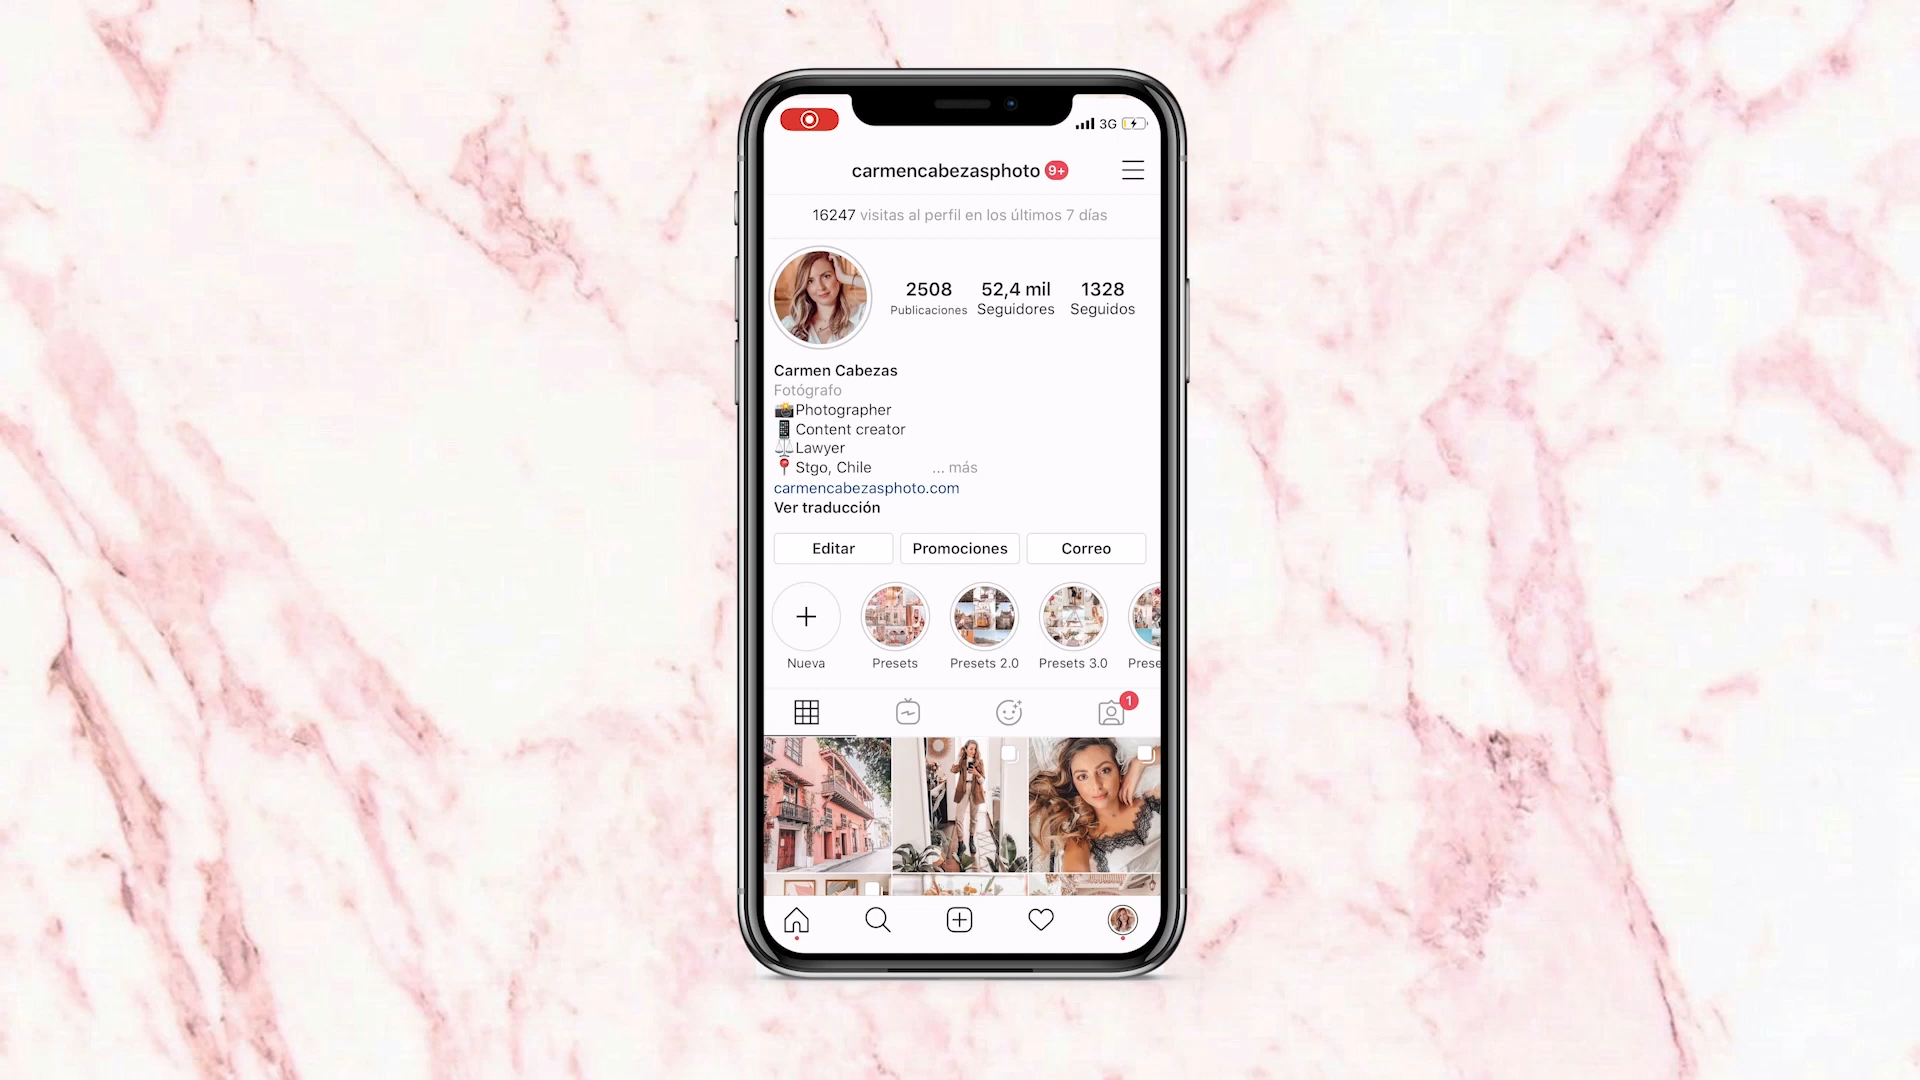 3G
carmencabezasphoto 9+
16247 visitas al perfil en los últimos 7 días
2508 52,4 mil 1328
Publicaciones Seguidores Seguidos
Carmen Cabezas
Fotógrafo
📸Photographer
📱Content creator
⚖️Lawyer
📍Stgo, Chile ... más
carmencabezasphoto.com
Ver traducción
Editar Promociones Correo
Nueva Presets Presets 2.0 Presets 3.0 Prese
1